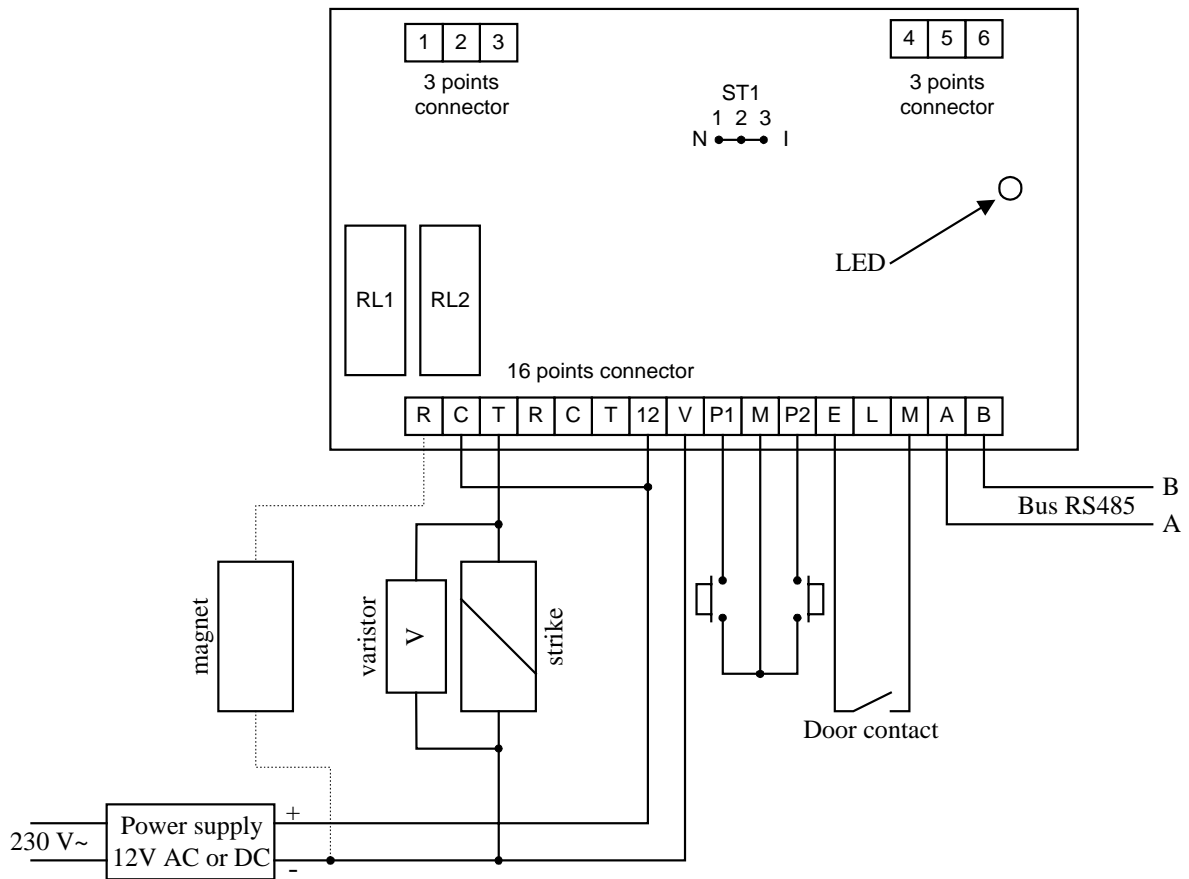 1 2 3
3 points
connector
4 5 6
3 points
connector
ST1
1 2 3
N I
LED
RL1 RL2
16 points connector
R C T R C T 12 V P1 M P2 E L M A B
B
Bus RS485
A
magnet
varistor
V
strike
Door contact
230 V~
Power supply
12V AC or DC
+
-